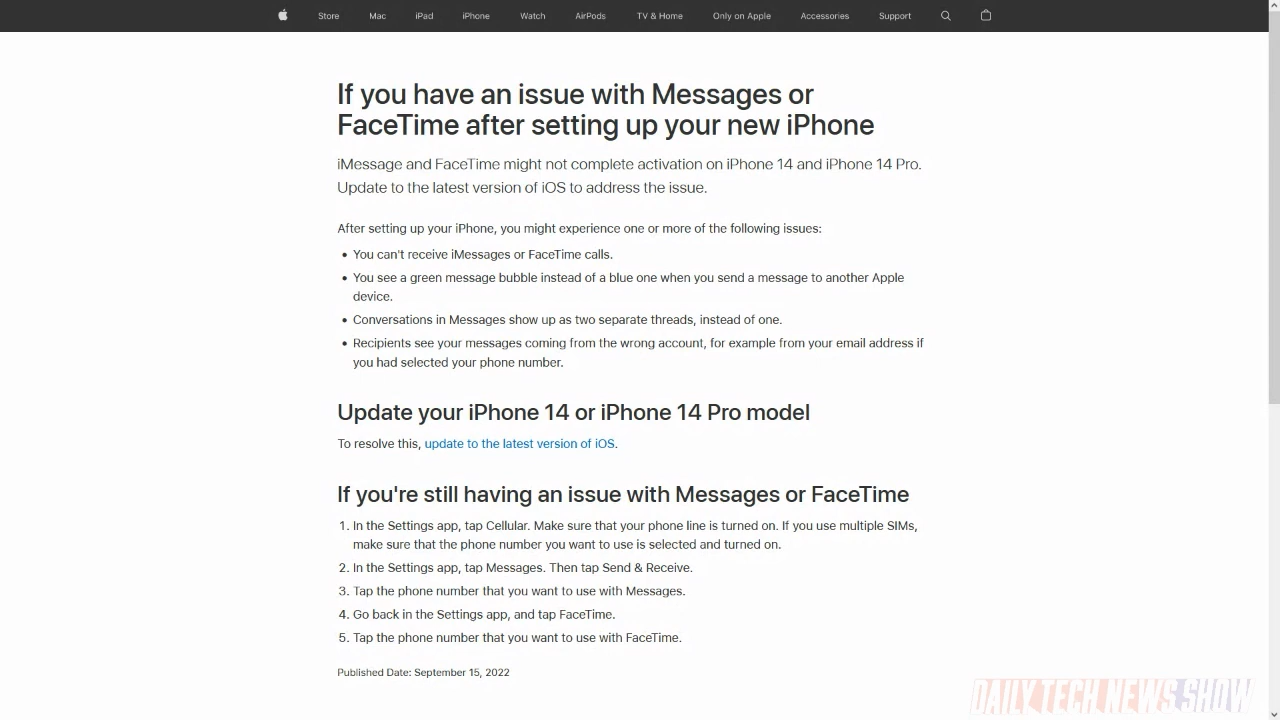 Store Mac iPad iPhone Watch AirPods TV & Home Only on Apple Accessories Support
If you have an issue with Messages or
FaceTime after setting up your new iPhone
iMessage and FaceTime might not complete activation on iPhone 14 and iPhone 14 Pro.
Update to the latest version of iOS to address the issue.
After setting up your iPhone, you might experience one or more of the following issues:
• You can't receive iMessages or FaceTime calls.
• You see a green message bubble instead of a blue one when you send a message to another Apple
device.
• Conversations in Messages show up as two separate threads, instead of one.
• Recipients see your messages coming from the wrong account, for example from your email address if
you had selected your phone number.
Update your iPhone 14 or iPhone 14 Pro model
To resolve this, update to the latest version of iOS.
If you're still having an issue with Messages or FaceTime
1. In the Settings app, tap Cellular. Make sure that your phone line is turned on. If you use multiple SIMs,
make sure that the phone number you want to use is selected and turned on.
2. In the Settings app, tap Messages. Then tap Send & Receive.
3. Tap the phone number that you want to use with Messages.
4. Go back in the Settings app, and tap FaceTime.
5. Tap the phone number that you want to use with FaceTime.
Published Date: September 15, 2022
DAILY TECH NEWS SHOW